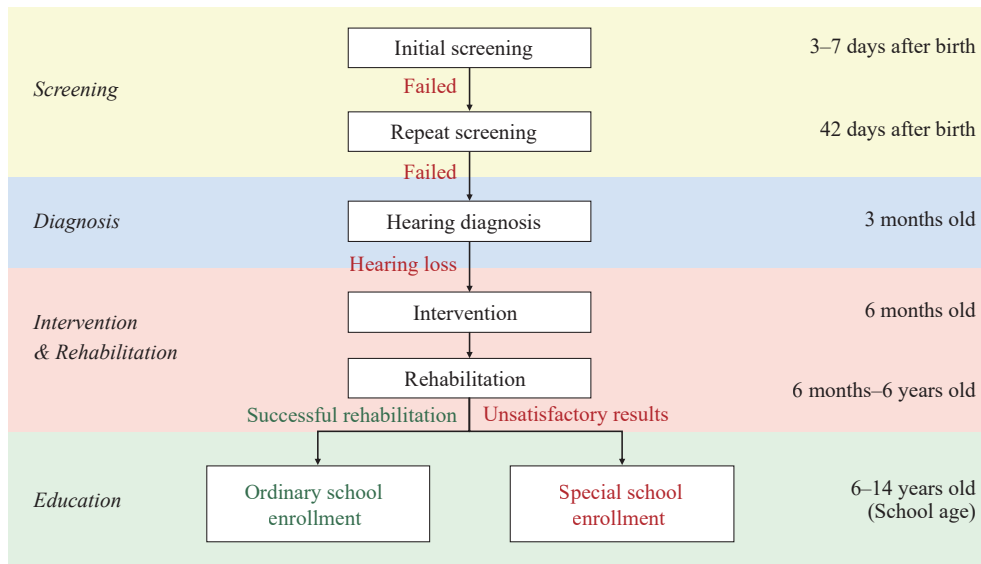 Initial screening
3–7 days after birth
Screening
Failed
Repeat screening
42 days after birth
Failed
Diagnosis
Hearing diagnosis
3 months old
Hearing loss
Intervention
& Rehabilitation
Intervention
6 months old
Rehabilitation
6 months–6 years old
Successful rehabilitation
Unsatisfactory results
Education
Ordinary school
enrollment
Special school
enrollment
6–14 years old
(School age)